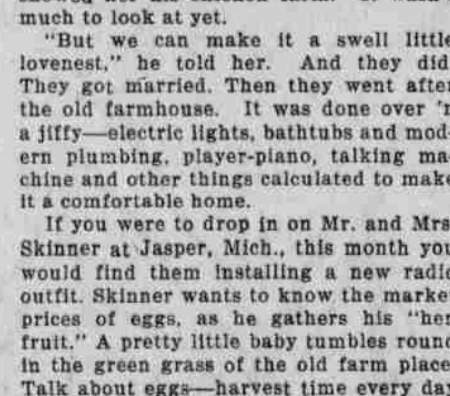 much to look at yet.
"But we can make it a swell little
lovenest," he told her. And they did
They got married. Then they went after
the old farmhouse. It was done over 'n
a jiffy—electric lights, bathtubs and mod-
ern plumbing, player-piano, talking ma-
chine and other things calculated to make
it a comfortable home.
If you were to drop in on Mr. and Mrs
Skinner at Jasper, Mich., this month you
would find them installing a new radio
outfit. Skinner wants to know the market
prices of eggs, as he gathers his "hen
fruit." A pretty little baby tumbles round
in the green grass of the old farm place
Talk about eggs—harvest time every day